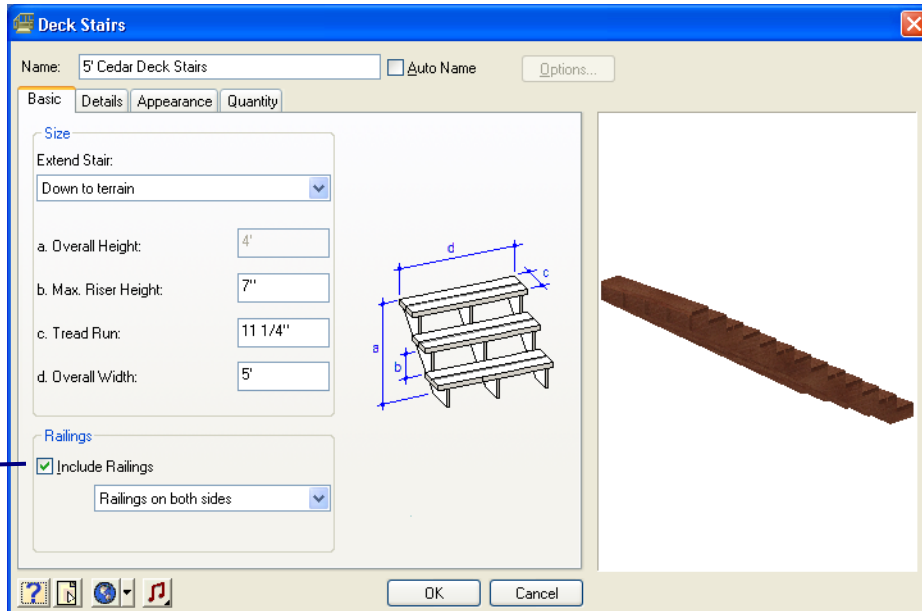 Deck Stairs
Name: 5' Cedar Deck Stairs Auto Name Options...
Basic Details Appearance Quantity
Size
Extend Stair:
Down to terrain
a. Overall Height: 4'
b. Max. Riser Height: 7"
c. Tread Run: 11 1/4"
d. Overall Width: 5'
d
c
a
b
Railings
Include Railings
Railings on both sides
OK Cancel